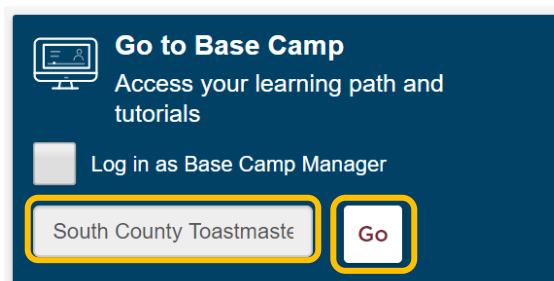 Go to Base Camp
Access your learning path and
tutorials
Log in as Base Camp Manager
South County Toastmaste
Go